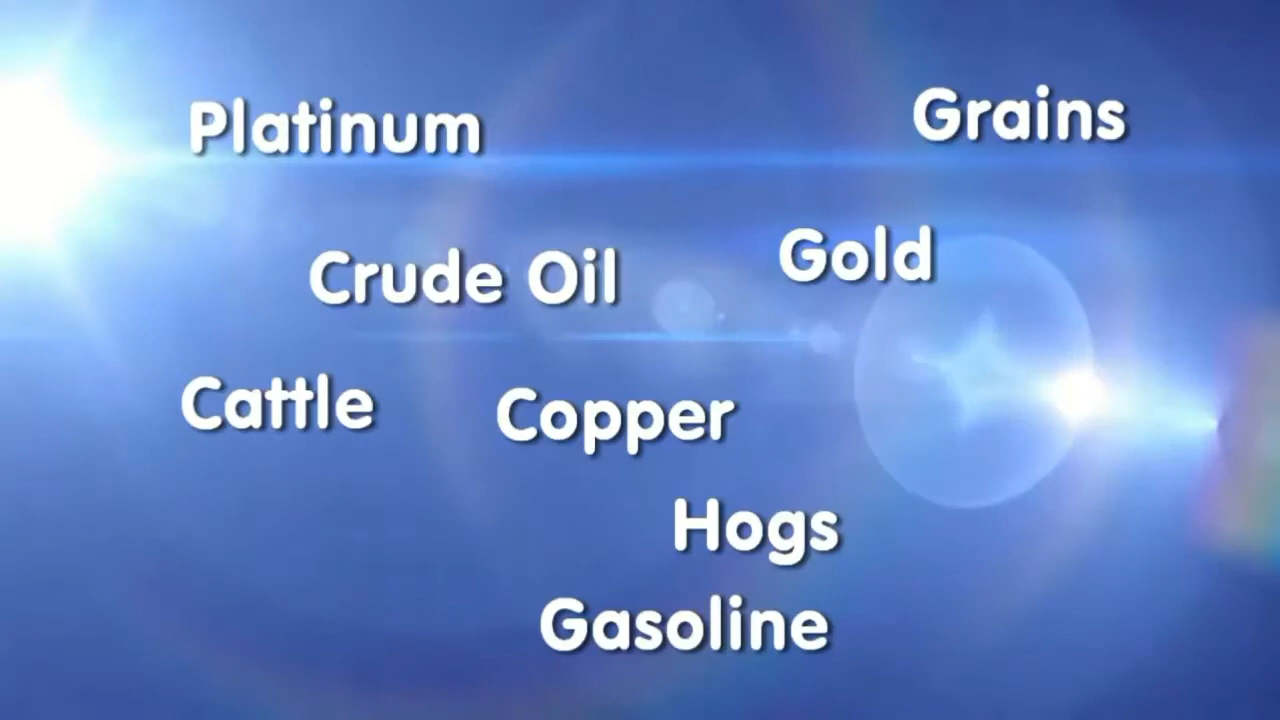 Platinum
Grains
Crude Oil
Gold
Cattle
Copper
Hogs
Gasoline